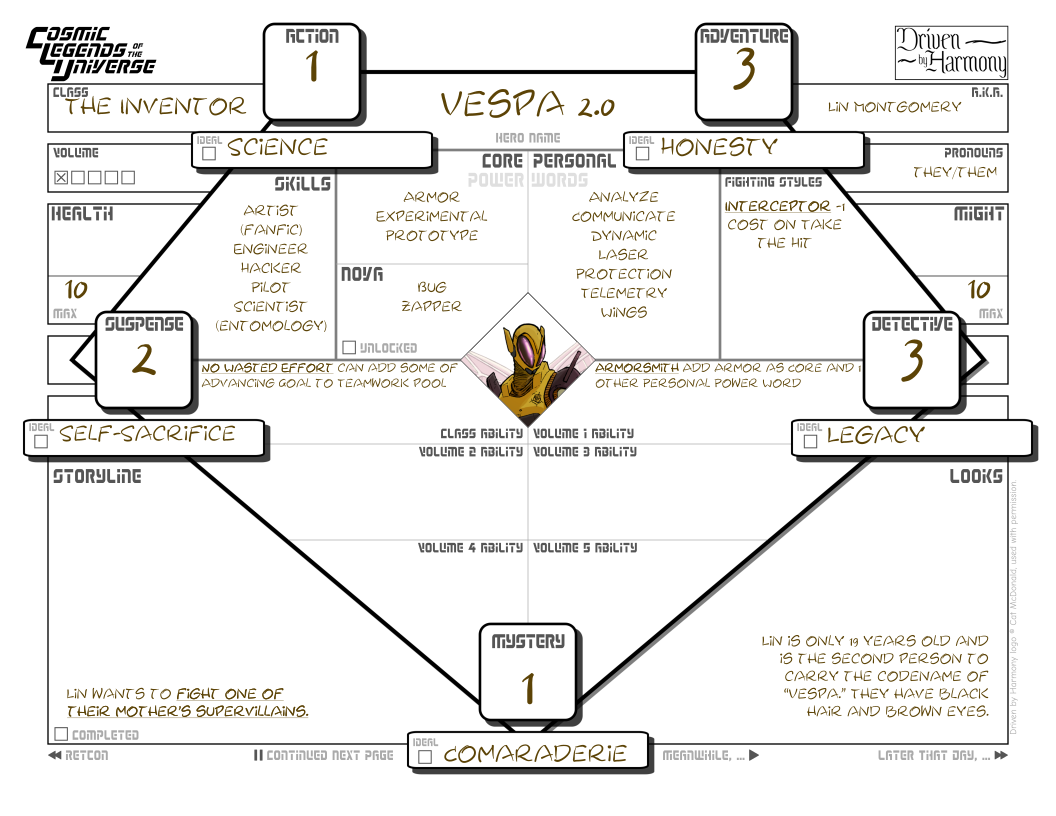 COSMIC LEGENDS OF THE UNIVERSE
ACTION
1
ADVENTURE
3
Driven by Harmony
CLASS
THE INVENTOR
VESPA 2.0
HERO NAME
A.K.A.
LIN MONTGOMERY
IDEAL
SCIENCE
IDEAL
HONESTY
VOLUME
PRONOUNS
THEY/THEM
SKILLS
ARTIST
(FANFIC)
ENGINEER
HACKER
PILOT
SCIENTIST
(ENTOMOLOGY)
CORE
POWER
ARMOR
EXPERIMENTAL
PROTOTYPE
PERSONAL
WORDS
ANALYZE
COMMUNICATE
DYNAMIC
LASER
PROTECTION
TELEMETRY
WINGS
FIGHTING STYLES
INTERCEPTOR -1
COST ON TAKE
THE HIT
NOVA
BUG
ZAPPER
UNLOCKED
HEALTH
10
MAX
MIGHT
10
MAX
SUSPENSE
2
DETECTIVE
3
NO WASTED EFFORT CAN ADD SOME OF
ADVANCING GOAL TO TEAMWORK POOL
ARMORSMITH ADD ARMOR AS CORE AND 1
OTHER PERSONAL POWER WORD
IDEAL
SELF-SACRIFICE
IDEAL
LEGACY
CLASS ABILITY
VOLUME 1 ABILITY
VOLUME 2 ABILITY
VOLUME 3 ABILITY
VOLUME 4 ABILITY
VOLUME 5 ABILITY
STORYLINE
LIN WANTS TO FIGHT ONE OF
THEIR MOTHER'S SUPERVILLAINS.
COMPLETED
MYSTERY
1
IDEAL
COMARADERIE
LOOKS
LIN IS ONLY 19 YEARS OLD AND
IS THE SECOND PERSON TO
CARRY THE CODENAME OF
"VESPA." THEY HAVE BLACK
HAIR AND BROWN EYES.
Driven by Harmony logo © Cat McDonald, used with permission
RETCON
CONTINUED NEXT PAGE
MEANWHILE, ...
LATER THAT DAY, ...